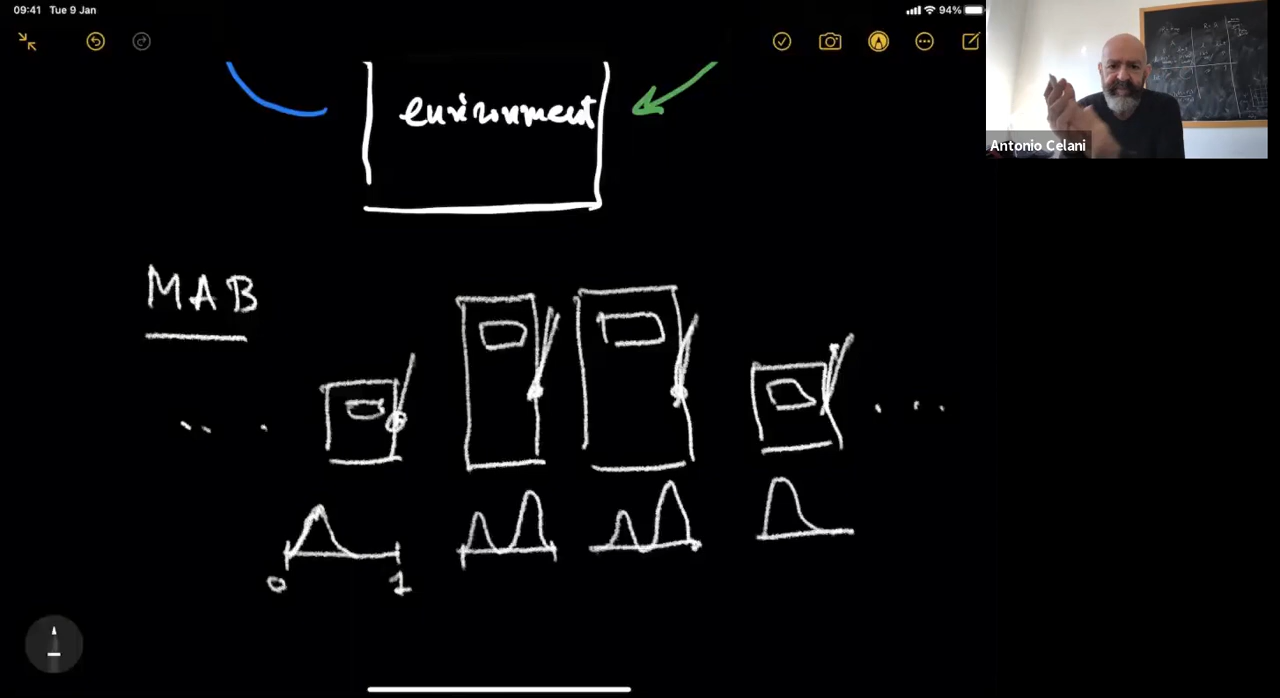 09:41 Tue 9 Jan
94%
environment
Antonio Celani
MAB
0 1